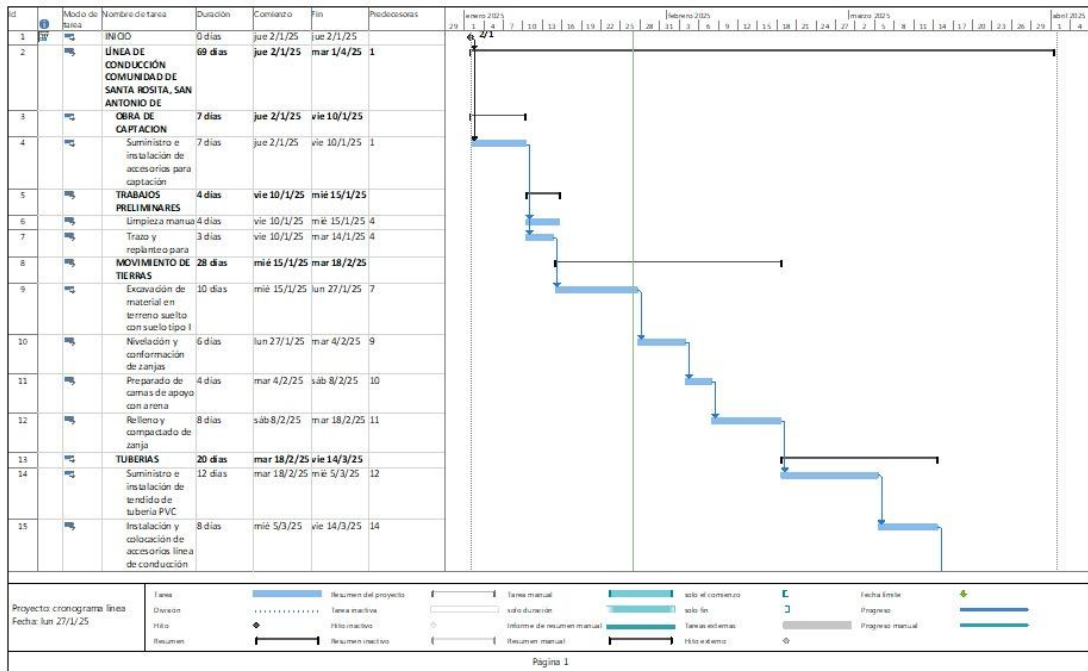 Id Modo de tarea Nombre de tarea Duración Comienzo Fin Predecesoras
enero 2025 febrero 2025 marzo 2025 abril 2025
29 1 4 7 10 13 16 19 22 25 28 31 3 6 9 12 15 18 21 24 27 2 5 8 11 14 17 20 23 26 29 1
1 INICIO 0 días jue 2/1/25 jue 2/1/25
2/1
2 LÍNEA DE 69 días jue 2/1/25 mar 1/4/25 1
CONDUCCIÓN
COMUNIDAD DE
SANTA ROSITA, SAN
ANTONIO DE
3 OBRA DE 7 días jue 2/1/25 vie 10/1/25
CAPTACION
4 Suministro e 7 días jue 2/1/25 vie 10/1/25 1
instalación de
accesorios para
captación
5 TRABAJOS 4 días vie 10/1/25 mié 15/1/25
PRELIMINARES
6 Limpieza manua 4 días vie 10/1/25 mié 15/1/25 4
7 Trazo y 3 días vie 10/1/25 mar 14/1/25 4
replanteo para
8 MOVIMIENTO DE 28 días mié 15/1/25 mar 18/2/25
TIERRAS
9 Excavación de 10 días mié 15/1/25 lun 27/1/25 7
material en
terreno suelto
con suelo tipo I
10 Nivelación y 6 días lun 27/1/25 mar 4/2/25 9
conformación
de zanjas
11 Preparado de 4 días mar 4/2/25 sáb 8/2/25 10
camas de apoyo
con arena
12 Relleno y 8 días sáb 8/2/25 mar 18/2/25 11
compactado de
zanja
13 TUBERIAS 20 días mar 18/2/25 vie 14/3/25
14 Suministro e 12 días mar 18/2/25 mié 5/3/25 12
instalación de
tendido de
tubería PVC
15 Instalación y 8 días mié 5/3/25 vie 14/3/25 14
colocación de
accesorios línea
de conducción
Proyecto: cronograma linea
Fecha: lun 27/1/25
Tarea Resumen del proyecto Tarea manual solo el comienzo Fecha límite
División Tarea inactiva solo duración solo fin Progreso
Hito Hito inactivo Informe de resumen manual Tareas externas Progreso manual
Resumen Resumen inactivo Resumen manual Hito externo
Página 1